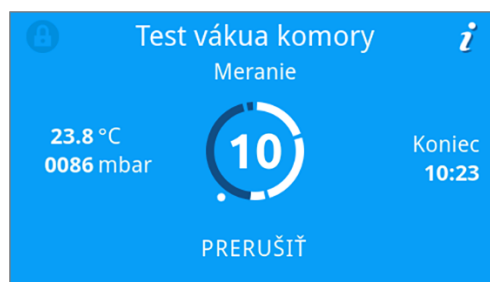 Test vákua komory
i
Meranie
23.8 °C
0086 mbar
10
Koniec
10:23
PRERUŠIŤ